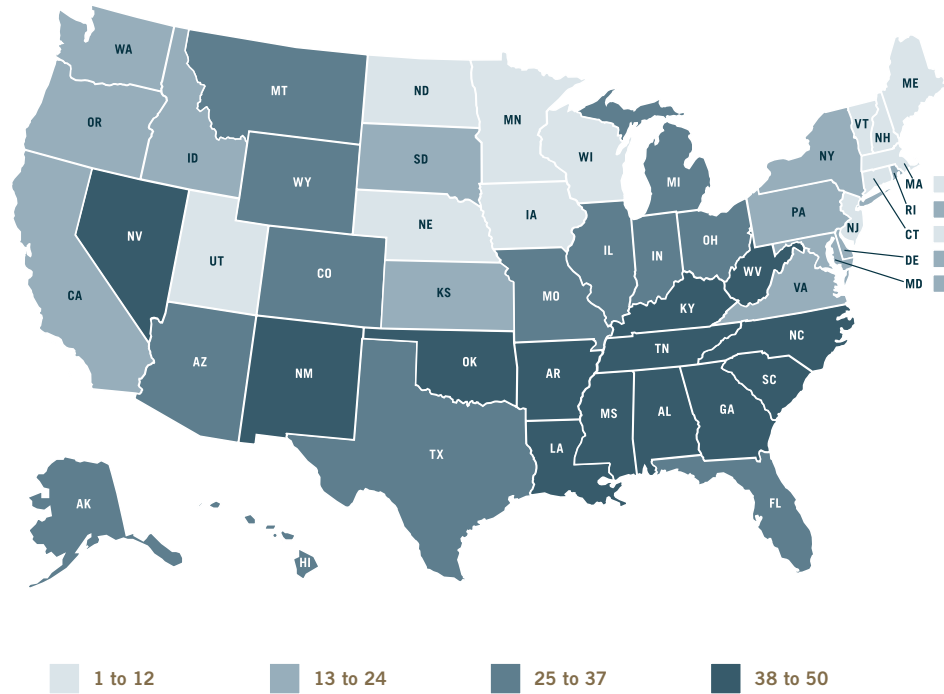 WA
MT
ND
MN
ME
VT
NH
OR
ID
SD
WI
NY
MI
MA
WY
RI
PA
IA
NE
NJ
CT
NV
OH
IL
IN
UT
DE
CO
WV
MD
CA
KS
MO
VA
KY
NC
TN
AZ
OK
NM
AR
SC
MS
AL
GA
LA
TX
AK
FL
HI
1 to 12
13 to 24
25 to 37
38 to 50